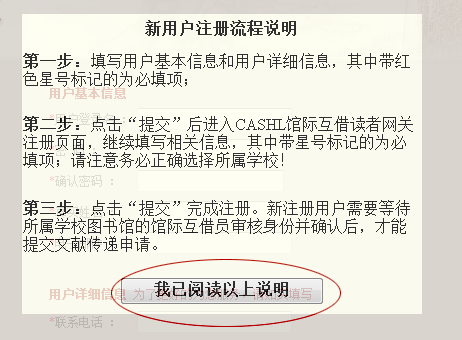 新用户注册流程说明
第一步：填写用户基本信息和用户详细信息，其中带红
色星号标记的为必填项；
用户基本信息
第二步：点击“提交”后进入CASHL馆际互借读者网关
注册页面，继续填写相关信息，其中带星号标记的为必
填项；请注意务必正确选择所属学校！
*确认密码：
第三步：点击“提交”完成注册。新注册用户需要等待
所属学校图书馆的馆际互借员审核身份并确认后，才能
提交文献传递申请。
我已阅读以上说明
用户详细信息
填写
*联系电话：